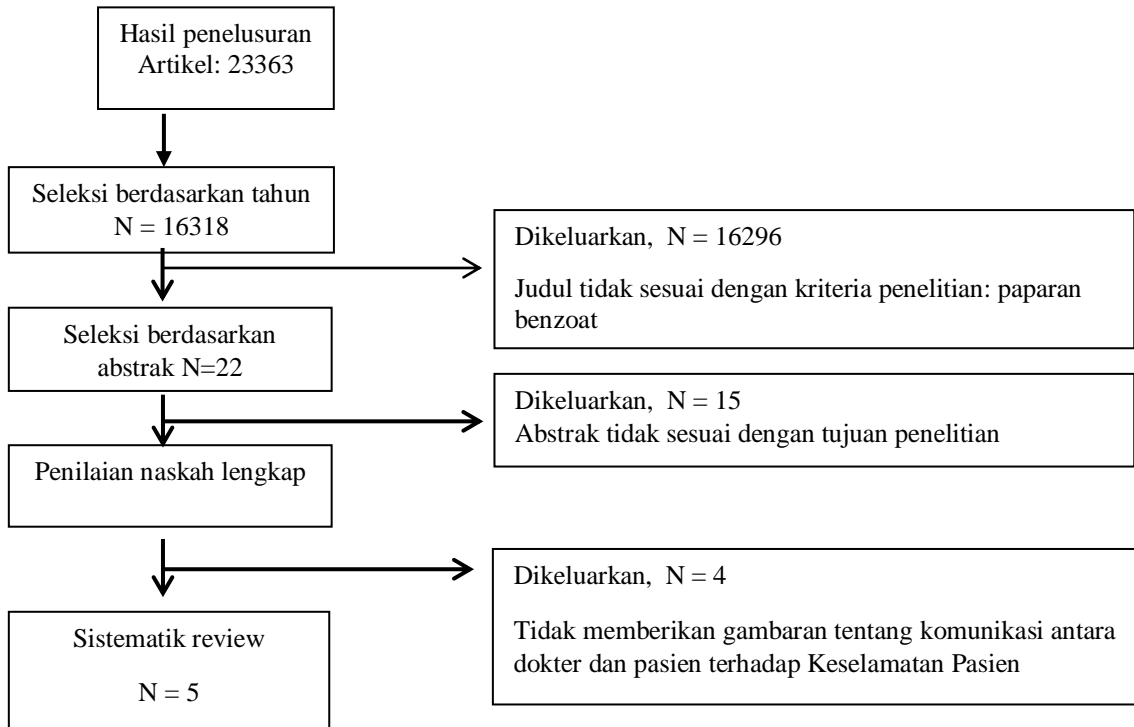 Hasil penelusuran
Artikel: 23363
Seleksi berdasarkan tahun
N = 16318
Dikeluarkan, N = 16296
Judul tidak sesuai dengan kriteria penelitian: paparan
benzoat
Seleksi berdasarkan
abstrak N=22
Dikeluarkan, N = 15
Abstrak tidak sesuai dengan tujuan penelitian
Penilaian naskah lengkap
Dikeluarkan, N = 4
Tidak memberikan gambaran tentang komunikasi antara
dokter dan pasien terhadap Keselamatan Pasien
Sistematik review
N = 5